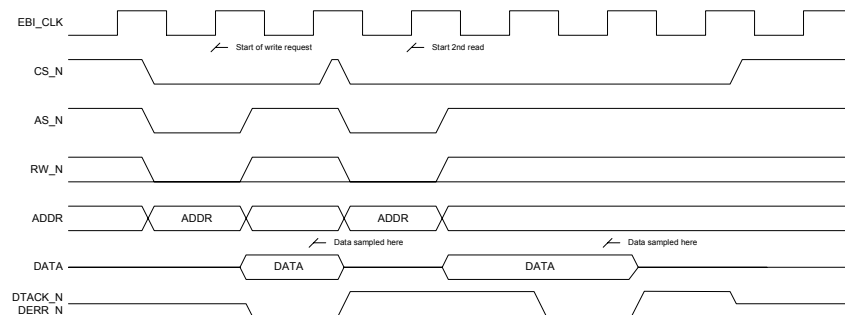 EBI_CLK
Start of write request
Start 2nd read
CS_N
AS_N
RW_N
ADDR
ADDR
ADDR
Data sampled here
Data sampled here
DATA
DATA
DATA
DTACK_N
DERR_N